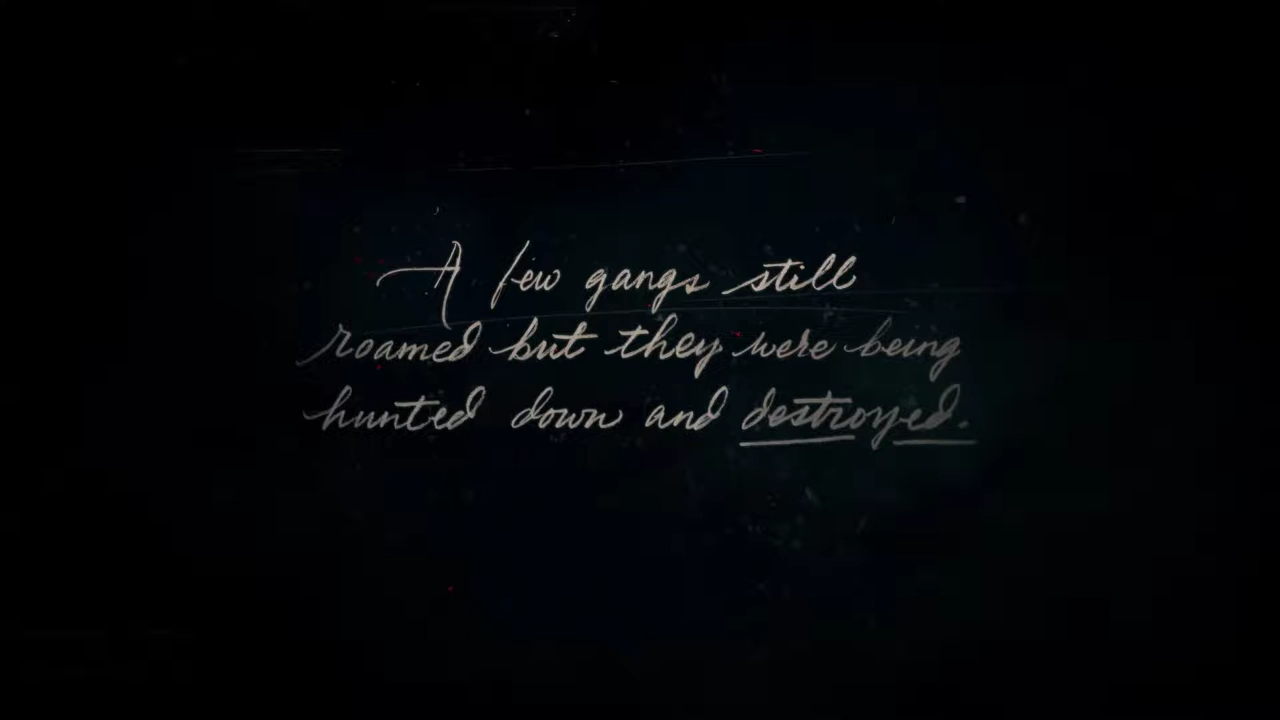 A few gangs still
roamed but they were being
hunted down and destroyed.